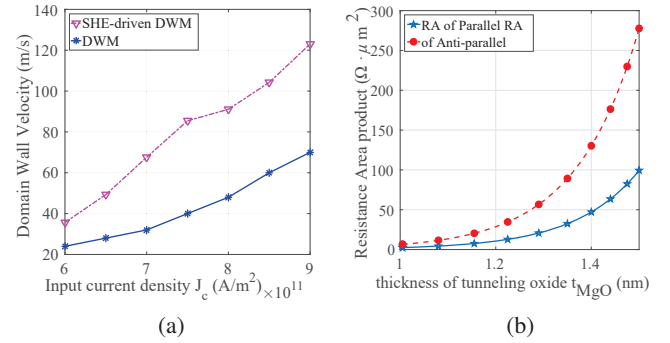 140
120
100
80
60
40
20
Domain Wall Velocity (m/s)
SHE-driven DWM
DWM
6
7
8
9
Input current density J_c (A/m²) ×10¹¹
(a)
300
250
200
150
100
50
0
Resistance Area product (Ω · μ m ²)
RA of Parallel RA
of Anti-parallel
1
1.2
1.4
thickness of tunneling oxide t_MgO (nm)
(b)